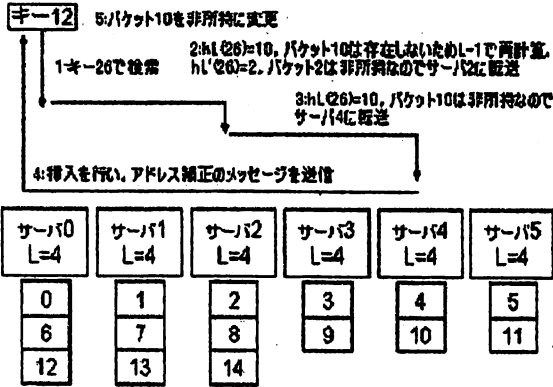 キー12
5:バケット10を非所持に変更
2:hL(26)=10, バケット10は存在しないためL-1で再計算。
1キー26で検索
hL'(26)=2。バケット2は非所持なのでサーバ2に転送
3:hL(26)=10, バケット10は非所持なので
サーバ4に転送
4:挿入を行い。アドレス補正のメッセージを送信
サーバ0 サーバ1 サーバ2 サーバ3 サーバ4 サーバ5
L=4 L=4 L=4 L=4 L=4 L=4
0 1 2 3 4 5
6 7 8 9 10 11
12 13 14